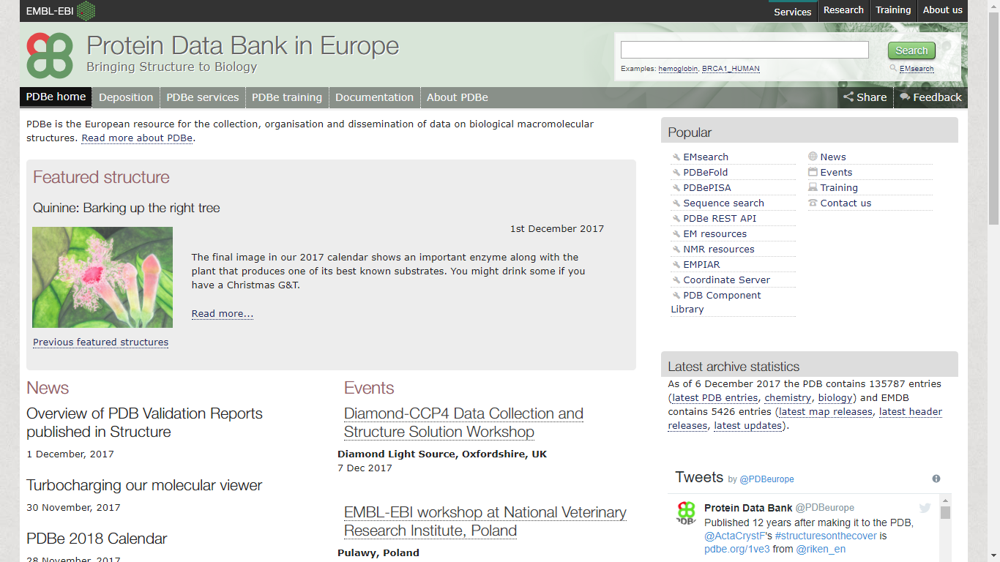 EMBL-EBI
Services
Research
Training
About us
Protein Data Bank in Europe
Bringing Structure to Biology
Search
Examples: hemoglobin, BRCA1_HUMAN
EMsearch
PDBe home
Deposition
PDBe services
PDBe training
Documentation
About PDBe
Share
Feedback
PDBe is the European resource for the collection, organisation and dissemination of data on biological macromolecular
structures. Read more about PDBe.
Featured structure
Quinine: Barking up the right tree
1st December 2017
The final image in our 2017 calendar shows an important enzyme along with the
plant that produces one of its best known substrates. You might drink some if you
have a Christmas G&T.
Read more...
Previous featured structures
News
Overview of PDB Validation Reports
published in Structure
1 December, 2017
Turbocharging our molecular viewer
30 November, 2017
PDBe 2018 Calendar
28 November, 2017
Events
Diamond-CCP4 Data Collection and
Structure Solution Workshop
Diamond Light Source, Oxfordshire, UK
7 Dec 2017
EMBL-EBI workshop at National Veterinary
Research Institute, Poland
Pulawy, Poland
Popular
EMsearch
PDBeFold
PDBePISA
Sequence search
PDBe REST API
EM resources
NMR resources
EMPIAR
Coordinate Server
PDB Component
Library
News
Events
Training
Contact us
Latest archive statistics
As of 6 December 2017 the PDB contains 135787 entries
(latest PDB entries, chemistry, biology) and EMDB
contains 5426 entries (latest map releases, latest header
releases, latest updates).
Tweets by @PDBeurope
Protein Data Bank @PDBeurope
Published 12 years after making it to the PDB,
@ActaCrystF's #structuresonthecover is
pdbe.org/1ve3 from @riken_en
PDB